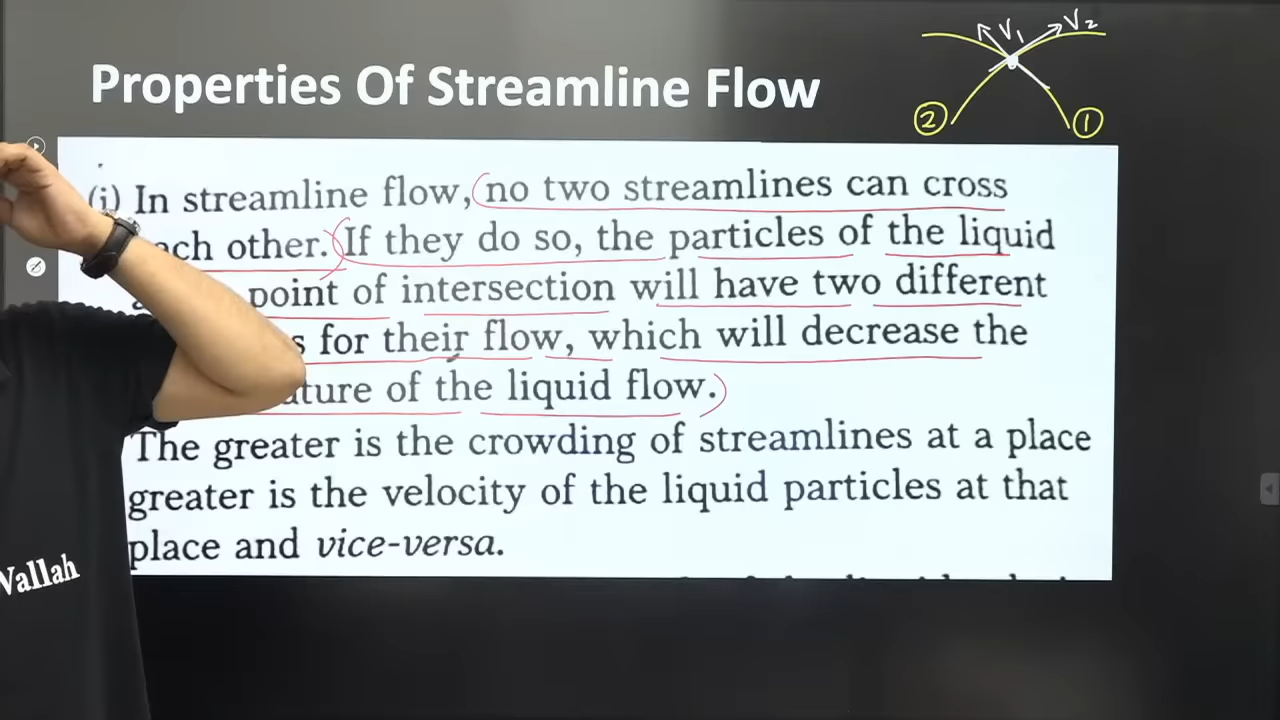 Properties Of Streamline Flow
V1 V2
2 1
(i) In streamline flow, no two streamlines can cross
ach other. If they do so, the particles of the liquid
point of intersection will have two different
s for their flow, which will decrease the
ature of the liquid flow.
The greater is the crowding of streamlines at a place
greater is the velocity of the liquid particles at that
place and vice-versa.
Wallah